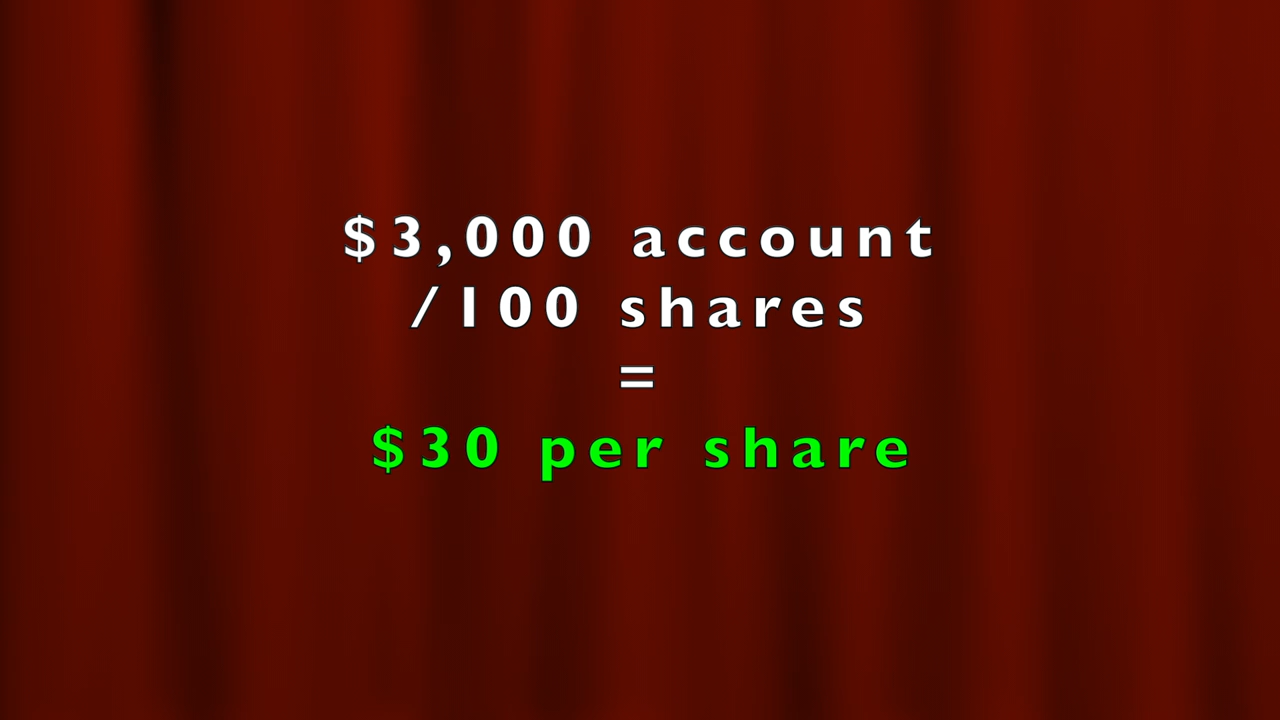 $3,000 account
/100 shares
=
$30 per share